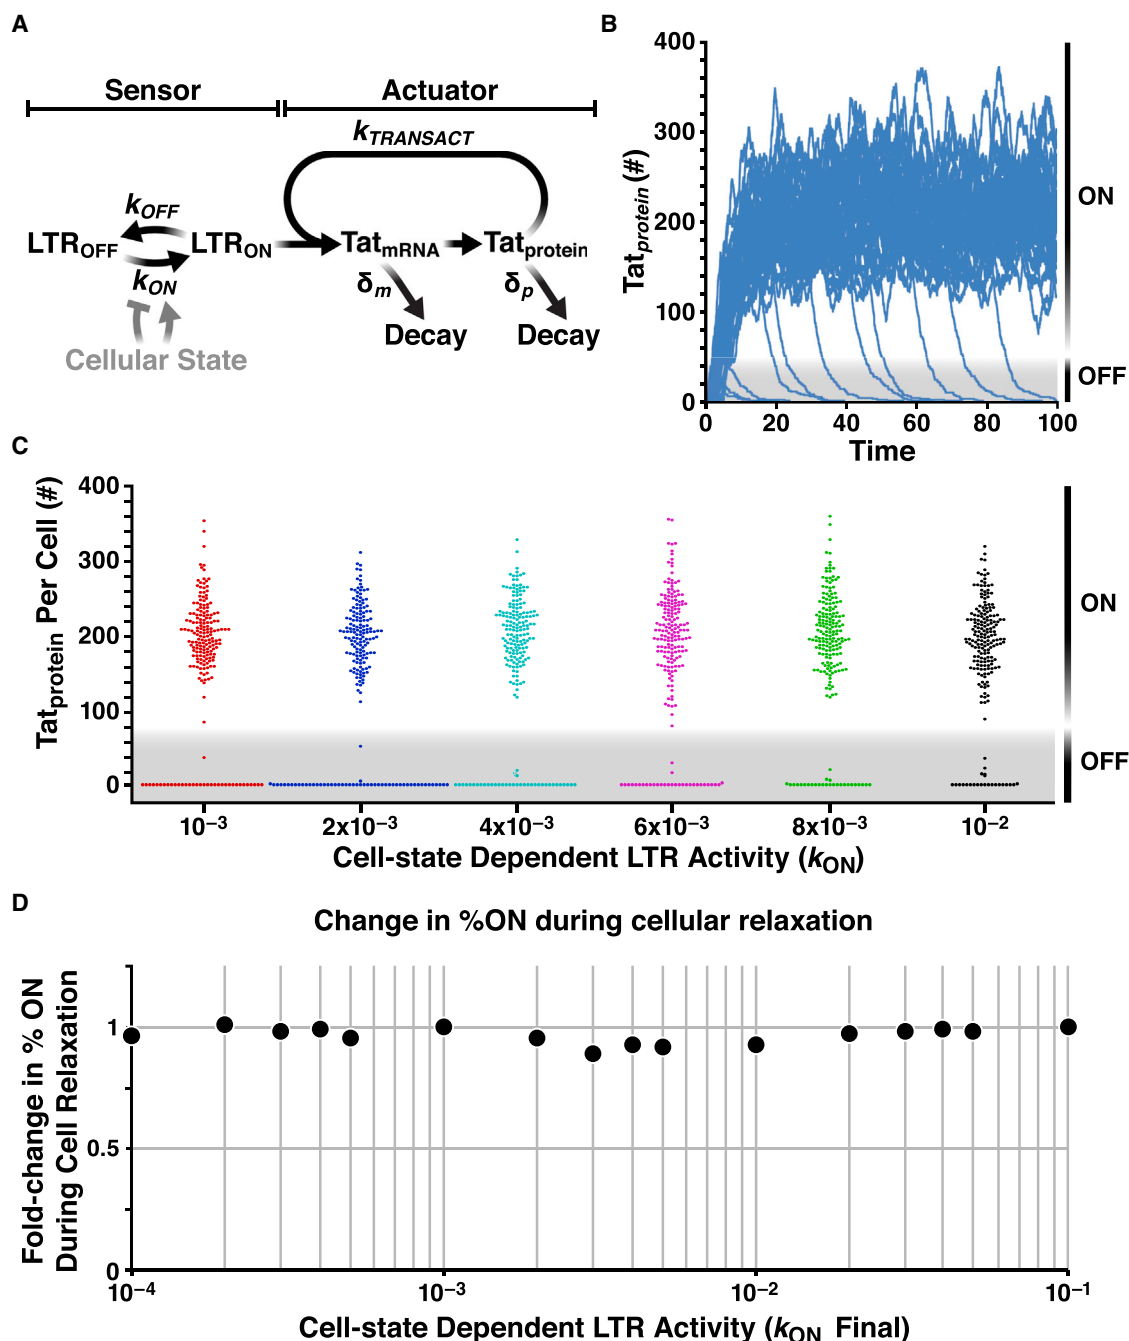 A
Sensor
Actuator
kTRANSACT
kOFF
LTROFF
LTRON
TatmRNA
Tatprotein
kON
δm
δp
Decay
Decay
Cellular State
B
400
300
200
100
0
Tatprotein (#)
0 20 40 60 80 100
Time
ON
OFF
C
400
300
200
100
0
Tatprotein Per Cell (#)
10–3 2x10–3 4x10–3 6x10–3 8x10–3 10–2
Cell-state Dependent LTR Activity (kON)
ON
OFF
D
Change in %ON during cellular relaxation
Fold-change in % ON
During Cell Relaxation
1
0.5
0
10–4 10–3 10–2 10–1
Cell-state Dependent LTR Activity (kON Final)